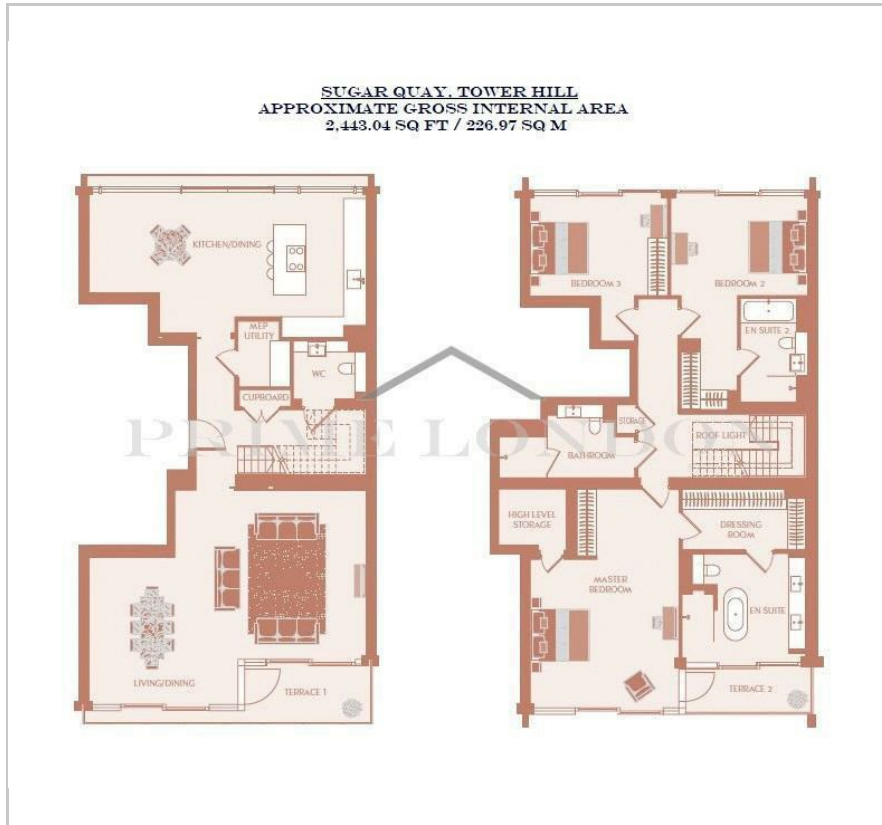 SUGAR QUAY, TOWER HILL
APPROXIMATE GROSS INTERNAL AREA
2,443.04 SQ FT / 226.97 SQ M
KITCHEN/DINING
MEP
UTILITY
WC
CUPBOARD
LIVING/DINING
TERRACE 1
BEDROOM 3
BEDROOM 2
EN SUITE 2
STORAGE
ROOF LIGHT
BATHROOM
HIGH LEVEL
STORAGE
DRESSING
ROOM
MASTER
BEDROOM
EN SUITE
TERRACE 2
PRIME LONDON